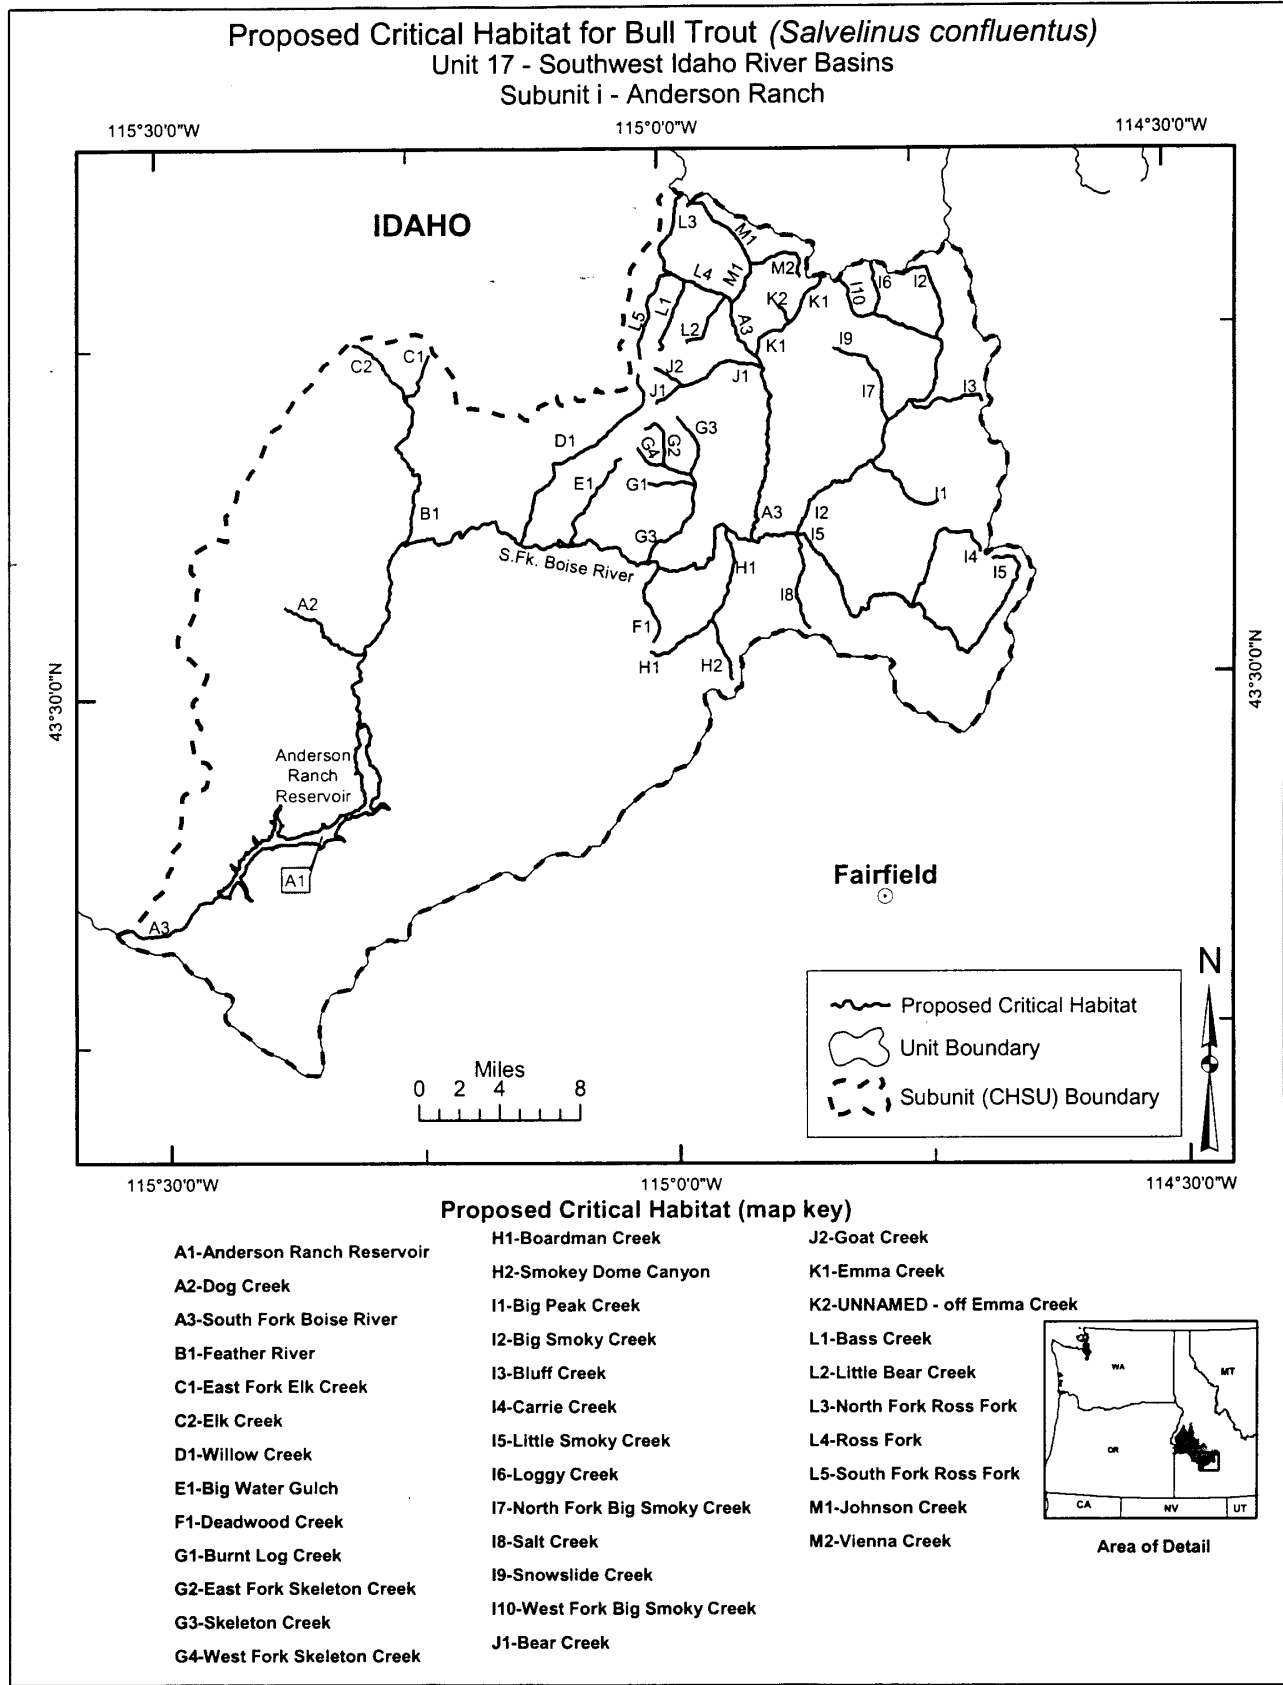 Proposed Critical Habitat for Bull Trout (Salvelinus confluentus)
Unit 17 - Southwest Idaho River Basins
Subunit i - Anderson Ranch
115°30'0"W
115°0'0"W
114°30'0"W
IDAHO
L3
M1
M1
M2
L4
K2
K1
I10
I6
I2
L5
L1
L2
A3
K1
I9
C2
C1
J2
J1
J1
I7
I3
D1
G3
G2
G4
E1
G1
I1
B1
A3
I2
G3
I5
S.Fk. Boise River
H1
I4
I5
A2
I8
F1
H1
H2
43°30'0"N
43°30'0"N
Anderson
Ranch
Reservoir
A1
A3
Fairfield
N
Proposed Critical Habitat
Unit Boundary
Subunit (CHSU) Boundary
Miles
0 2 4 8
115°30'0"W
115°0'0"W
114°30'0"W
Proposed Critical Habitat (map key)
A1-Anderson Ranch Reservoir
A2-Dog Creek
A3-South Fork Boise River
B1-Feather River
C1-East Fork Elk Creek
C2-Elk Creek
D1-Willow Creek
E1-Big Water Gulch
F1-Deadwood Creek
G1-Burnt Log Creek
G2-East Fork Skeleton Creek
G3-Skeleton Creek
G4-West Fork Skeleton Creek
H1-Boardman Creek
H2-Smokey Dome Canyon
I1-Big Peak Creek
I2-Big Smoky Creek
I3-Bluff Creek
I4-Carrie Creek
I5-Little Smoky Creek
I6-Loggy Creek
I7-North Fork Big Smoky Creek
I8-Salt Creek
I9-Snowslide Creek
I10-West Fork Big Smoky Creek
J1-Bear Creek
J2-Goat Creek
K1-Emma Creek
K2-UNNAMED - off Emma Creek
L1-Bass Creek
L2-Little Bear Creek
L3-North Fork Ross Fork
L4-Ross Fork
L5-South Fork Ross Fork
M1-Johnson Creek
M2-Vienna Creek
WA
MT
OR
CA
NV
UT
Area of Detail